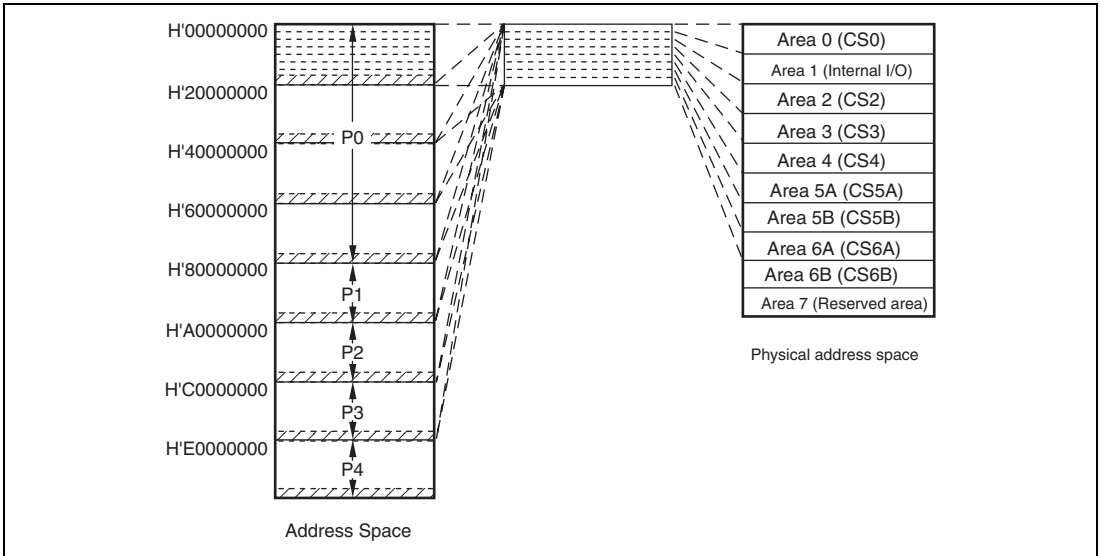 H'00000000
H'20000000
H'40000000
H'60000000
H'80000000
H'A0000000
H'C0000000
H'E0000000
P0
P1
P2
P3
P4
Address Space
Area 0 (CS0)
Area 1 (Internal I/O)
Area 2 (CS2)
Area 3 (CS3)
Area 4 (CS4)
Area 5A (CS5A)
Area 5B (CS5B)
Area 6A (CS6A)
Area 6B (CS6B)
Area 7 (Reserved area)
Physical address space